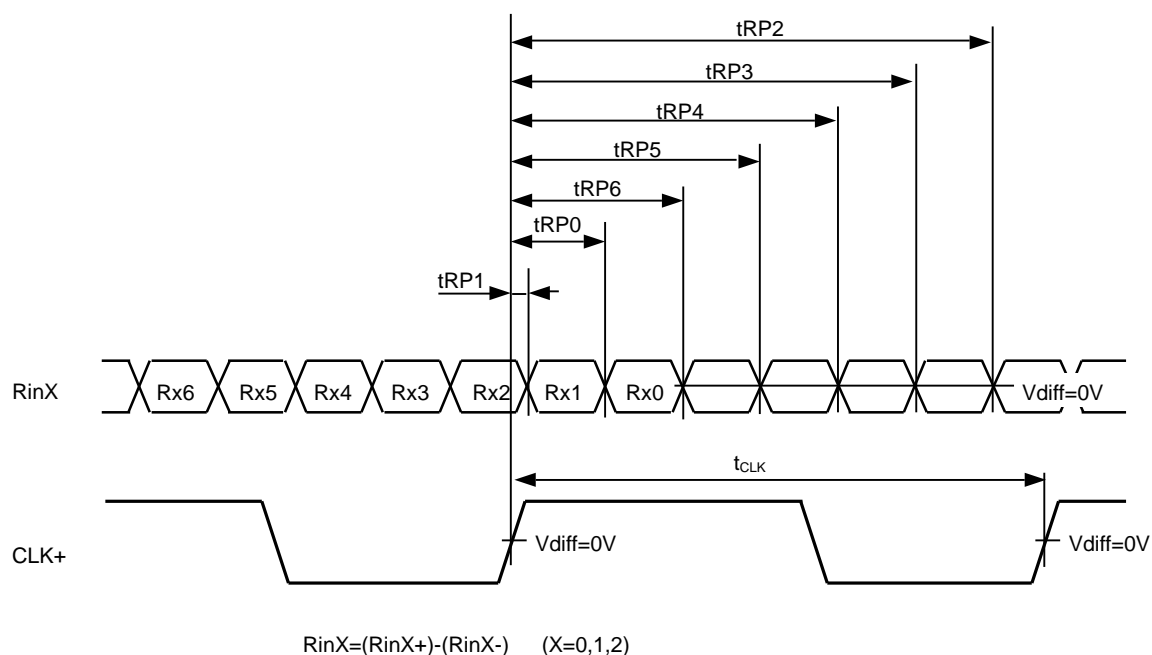 tRP2
tRP3
tRP4
tRP5
tRP6
tRP0
tRP1
RinX Rx6 Rx5 Rx4 Rx3 Rx2 Rx1 Rx0 Vdiff=0V
tCLK
CLK+ Vdiff=0V Vdiff=0V
RinX=(RinX+)-(RinX-) (X=0,1,2)